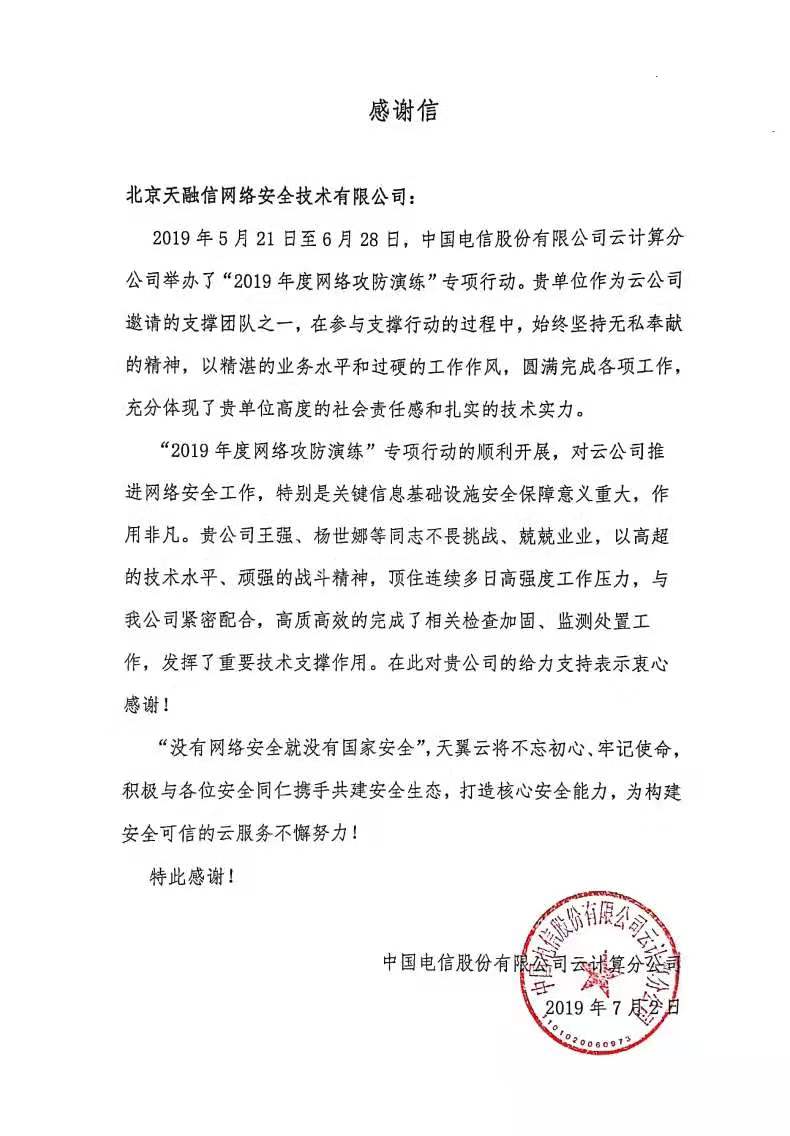 感谢信
北京天融信网络安全技术有限公司：
2019 年 5 月 21 日至 6 月 28 日，中国电信股份有限公司云计算分
公司举办了“2019 年度网络攻防演练”专项行动。贵单位作为云公司
邀请的支撑团队之一，在参与支撑行动的过程中，始终坚持无私奉献
的精神，以精湛的业务水平和过硬的工作作风，圆满完成各项工作，
充分体现了贵单位高度的社会责任感和扎实的技术实力。
“2019 年度网络攻防演练”专项行动的顺利开展，对云公司推
进网络安全工作，特别是关键信息基础设施安全保障意义重大，作
用非凡。贵公司王强、杨世娜等同志不畏挑战、兢兢业业，以高超
的技术水平、顽强的战斗精神，顶住连续多日高强度工作压力，与
我公司紧密配合，高质高效的完成了相关检查加固、监测处置工
作，发挥了重要技术支撑作用。在此对贵公司的给力支持表示衷心
感谢！
“没有网络安全就没有国家安全”，天翼云将不忘初心、牢记使命，
积极与各位安全同仁携手共建安全生态，打造核心安全能力，为构建
安全可信的云服务不懈努力！
特此感谢！
中国电信股份有限公司云计算分公司
2019 年 7 月 2 日
中国电信股份有限公司云计算分公司
1101020060973